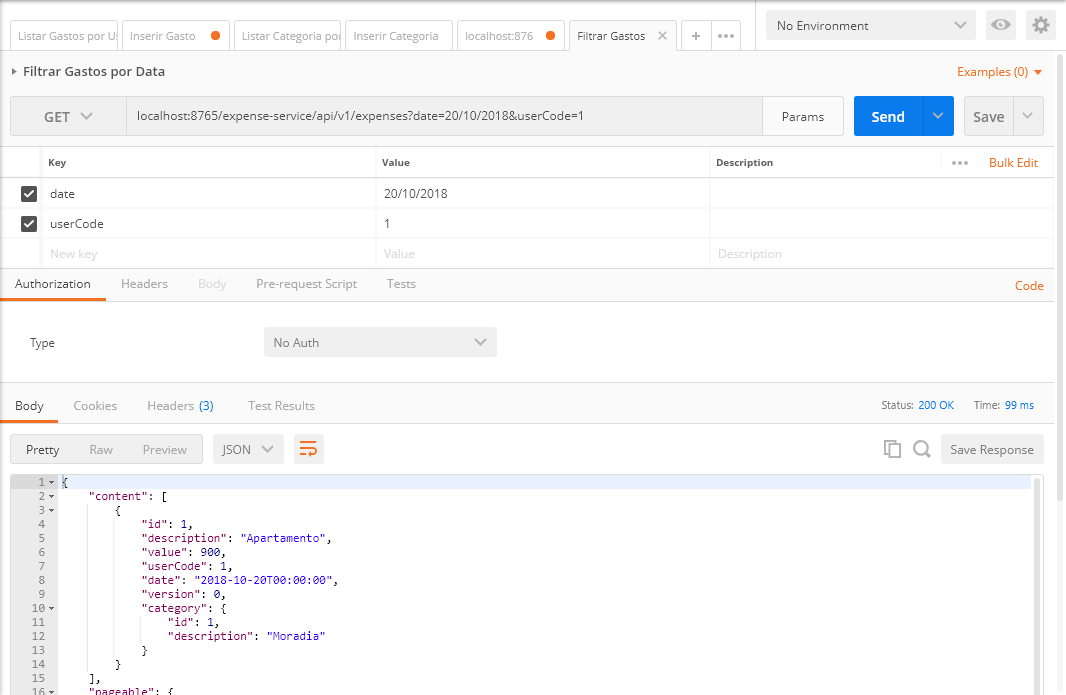 Listar Gastos por Us
Inserir Gasto
Listar Categoria por
Inserir Categoria
localhost:876
Filtrar Gastos
No Environment
Filtrar Gastos por Data
Examples (0)
GET
localhost:8765/expense-service/api/v1/expenses?date=20/10/2018&userCode=1
Params
Send
Save
Key Value Description
Bulk Edit
date 20/10/2018
userCode 1
New key Value Description
Authorization Headers Body Pre-request Script Tests
Code
Type
No Auth
Body Cookies Headers (3) Test Results
Status: 200 OK Time: 99 ms
Pretty Raw Preview
JSON
Save Response
1 {
2 "content": [
3 {
4 "id": 1,
5 "description": "Apartamento",
6 "value": 900,
7 "userCode": 1,
8 "date": "2018-10-20T00:00:00",
9 "version": 0,
10 "category": {
11 "id": 1,
12 "description": "Moradia"
13 }
14 }
15 ],
16 "pageable": {